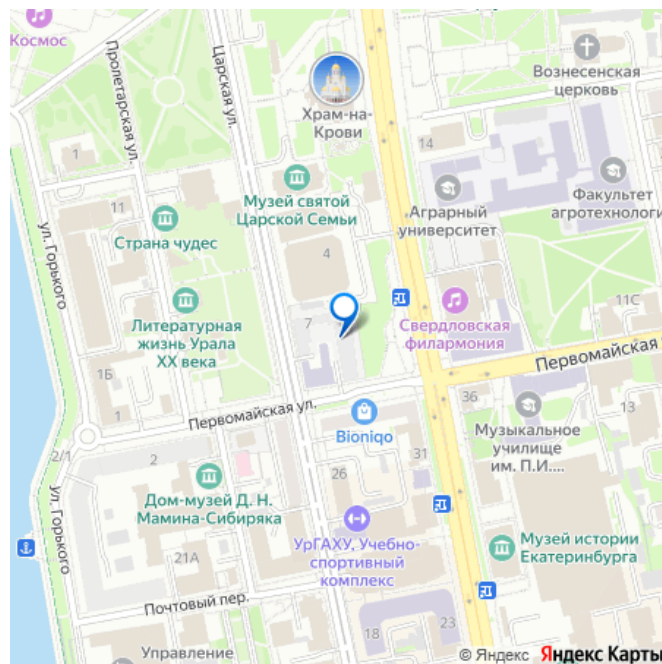 Космос
Пролетарская ул.
Царская ул.
Храм-на-
Крови
Вознесенская
церковь
14
1
Музей святой
Царской Семьи
Аграрный
университет
Факультет
агротехнологи
ул. Горького
11
Страна чудес
4
Литературная
жизнь Урала
XX века
7
Свердловская
филармония
11С
Первомайская
1Б
1
Первомайская ул.
Bioniqo
36
13
Музыкальное
училище
им. П.И....
2/1
2
31
26
ул. Горького
Дом-музей Д. Н.
Мамина-Сибиряка
УрГАХУ, Учебно-
спортивный
комплекс
Музей истории
Екатеринбурга
21А
Почтовый пер.
18
23
Управление
© Яндекс Яндекс Карты